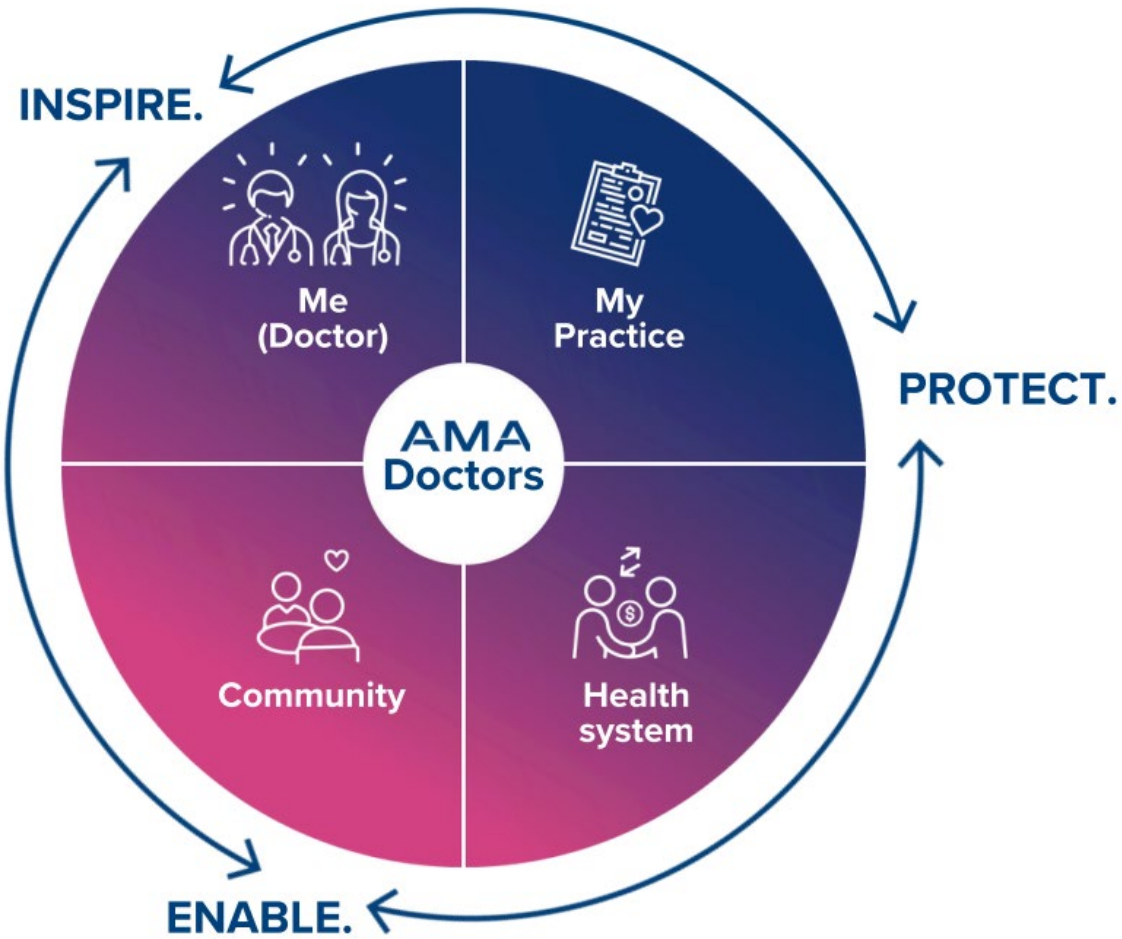 INSPIRE.
Me
(Doctor)
My
Practice
PROTECT.
AMA
Doctors
Community
Health
system
$
ENABLE.